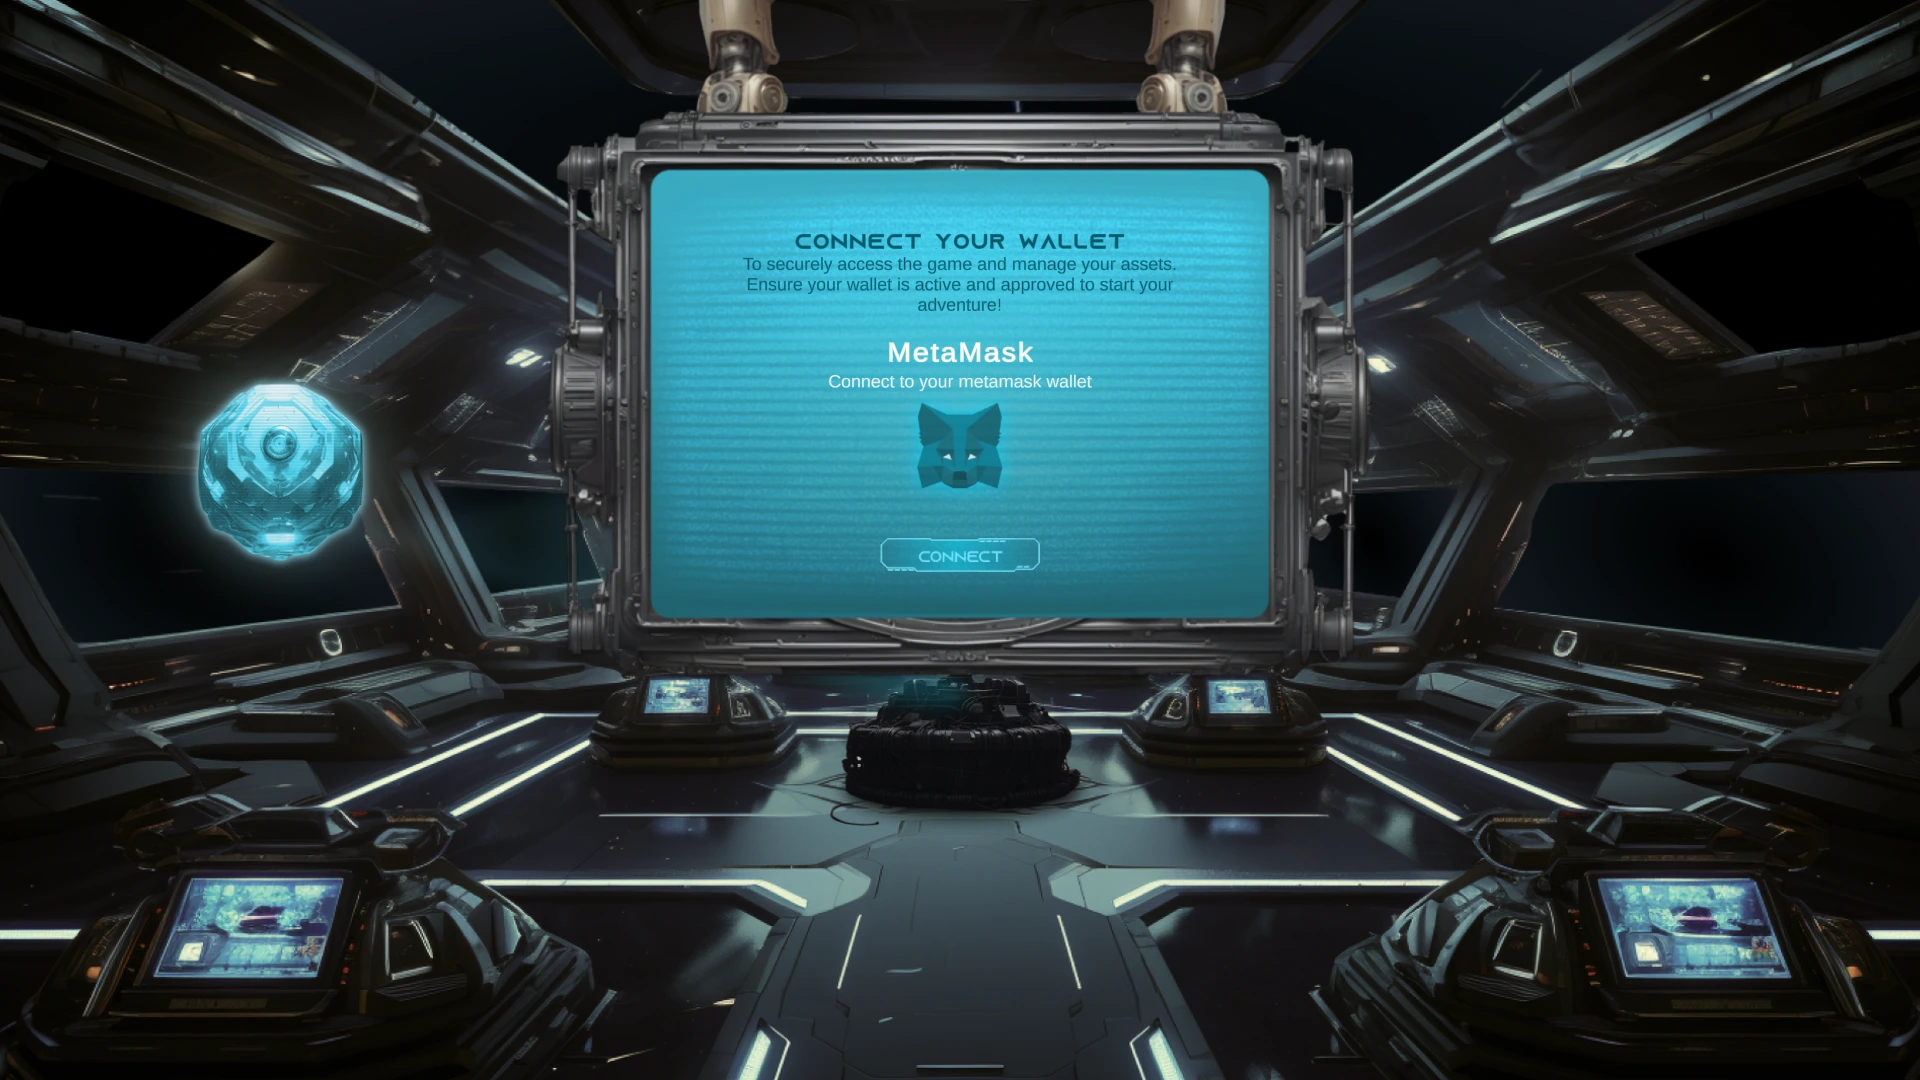 CONNECT YOUR WALLET
To securely access the game and manage your assets.
Ensure your wallet is active and approved to start your
adventure!
MetaMask
Connect to your metamask wallet
CONNECT